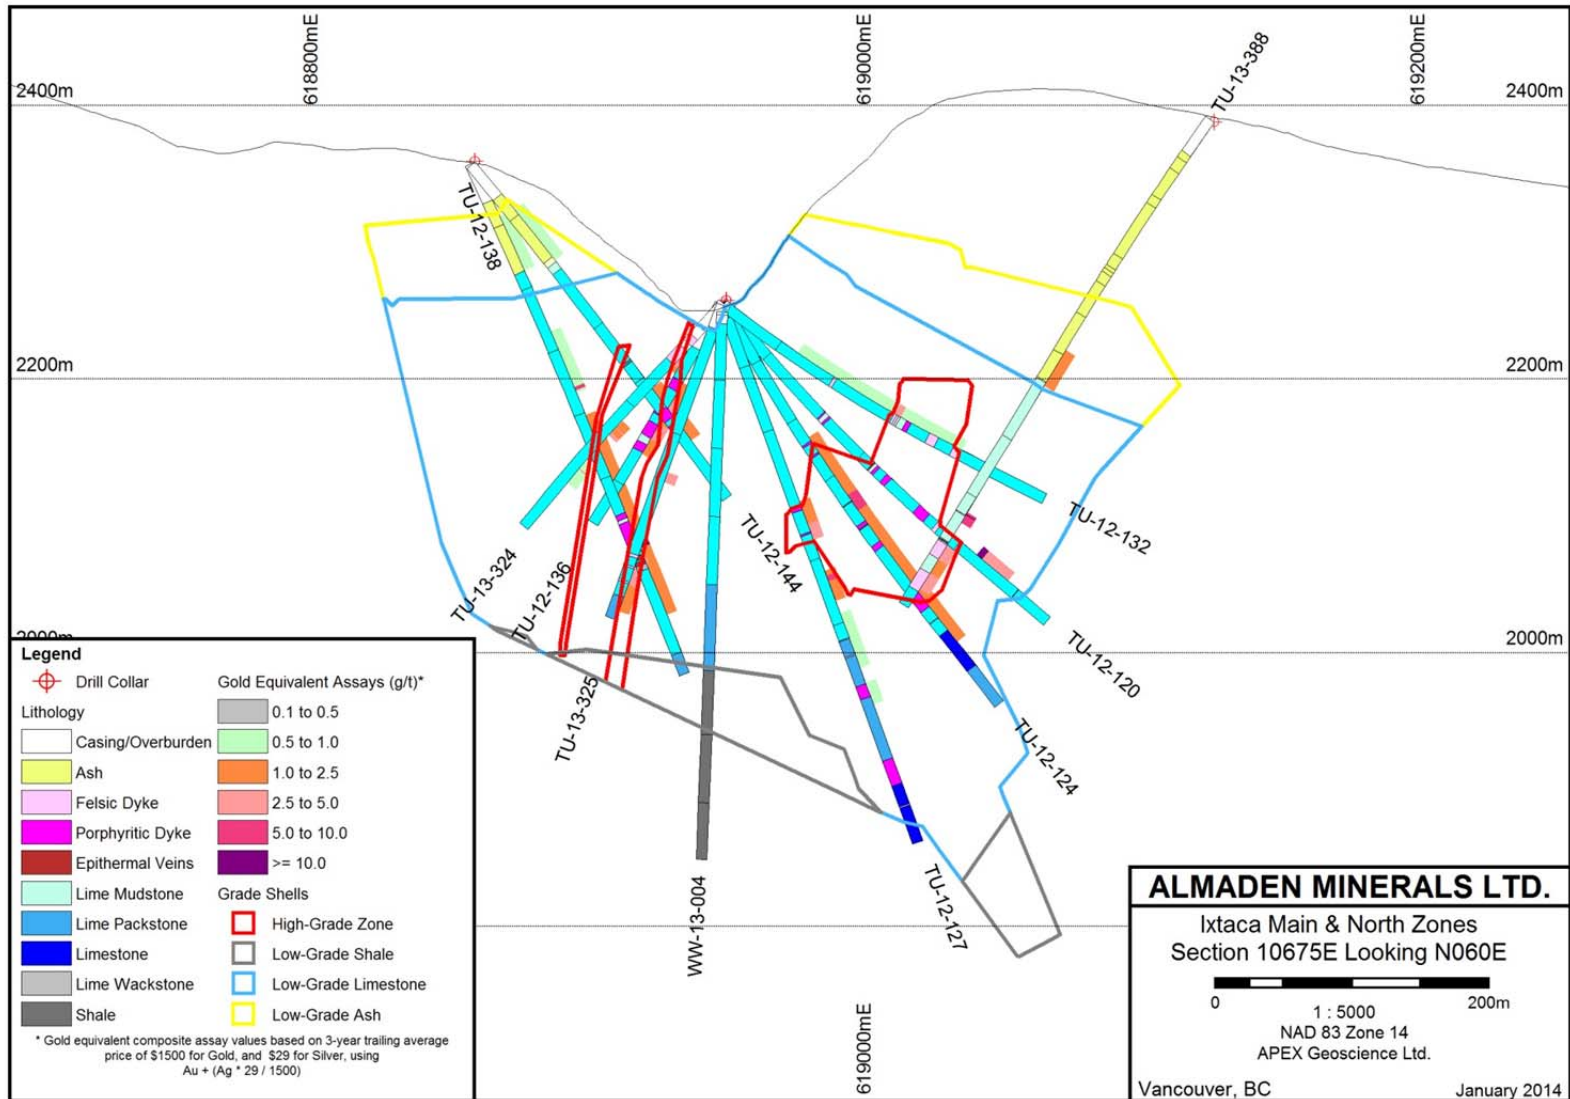 618800mE
619000mE
619200mE
TU-13-388
2400m
2400m
TU-12-138
2200m
2200m
TU-12-132
TU-12-144
TU-13-324
TU-12-136
TU-12-120
2000m
2000m
TU-13-325
TU-12-124
WW-13-004
TU-12-127
619000mE
Legend
Drill Collar
Lithology
Casing/Overburden
Ash
Felsic Dyke
Porphyritic Dyke
Epithermal Veins
Lime Mudstone
Lime Packstone
Limestone
Lime Wackstone
Shale
Gold Equivalent Assays (g/t)*
0.1 to 0.5
0.5 to 1.0
1.0 to 2.5
2.5 to 5.0
5.0 to 10.0
>= 10.0
Grade Shells
High-Grade Zone
Low-Grade Shale
Low-Grade Limestone
Low-Grade Ash
* Gold equivalent composite assay values based on 3-year trailing average
price of $1500 for Gold, and $29 for Silver, using
Au + (Ag * 29 / 1500)
ALMADEN MINERALS LTD.
Ixtaca Main & North Zones
Section 10675E Looking N060E
0 200m
1 : 5000
NAD 83 Zone 14
APEX Geoscience Ltd.
Vancouver, BC January 2014